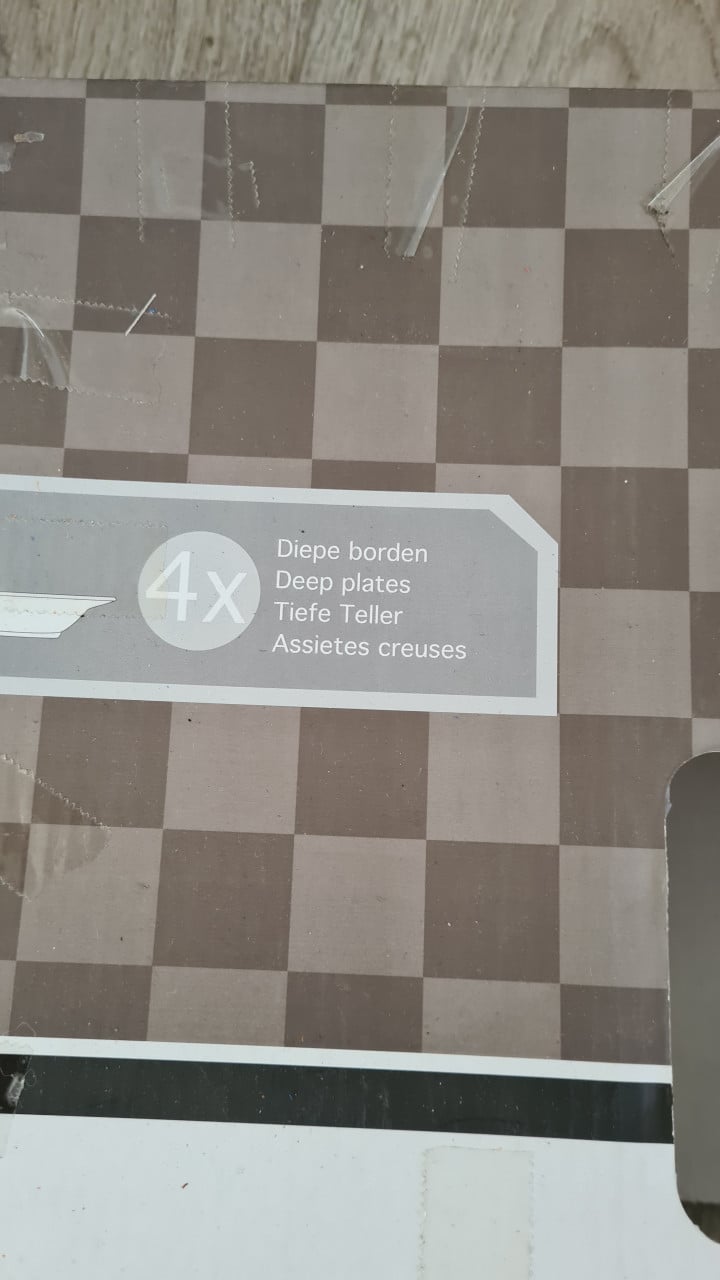 4x
Diepe borden
Deep plates
Tiefe Teller
Assietes creuses